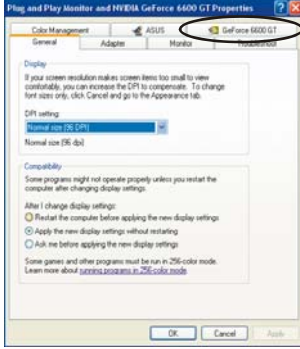 Plug and Play Monitor and NVIDIA GeForce 6600 GT Properties
Color Management
ASUS
GeForce 6600 GT
General
Adapter
Monitor
Troubleshoot
Display
If your screen resolution makes screen items too small to view
comfortably, you can increase the DPI to compensate. To change
font sizes only, click Cancel and go to the Appearance tab.
DPI setting:
Normal size (96 DPI)
Normal size (96 dpi)
Compatibility
Some programs might not operate properly unless you restart the
computer after changing display settings.
After I change display settings:
Restart the computer before applying the new display settings
Apply the new display settings without restarting
Ask me before applying the new display settings
Some games and other programs must be run in 256-color mode.
Learn more about running programs in 256-color mode.
OK
Cancel
Apply